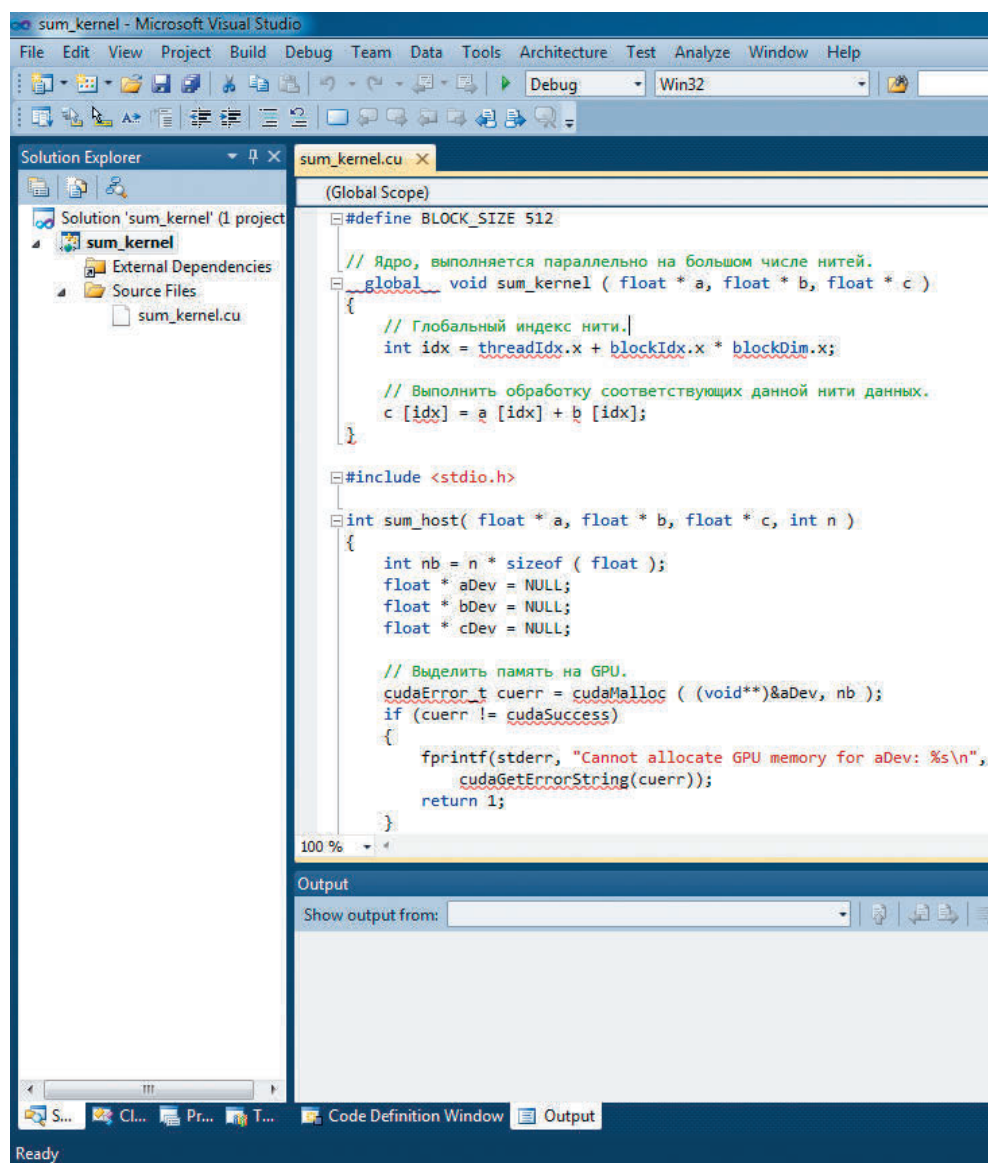 sum_kernel - Microsoft Visual Studio
File Edit View Project Build Debug Team Data Tools Architecture Test Analyze Window Help
Debug Win32
Solution Explorer
sum_kernel.cu
(Global Scope)
Solution 'sum_kernel' (1 project
sum_kernel
External Dependencies
Source Files
sum_kernel.cu
#define BLOCK_SIZE 512
// Ядро, выполняется параллельно на большом числе нитей.
__global__ void sum_kernel ( float * a, float * b, float * c )
{
// Глобальный индекс нити.
int idx = threadIdx.x + blockIdx.x * blockDim.x;
// Выполнить обработку соответствующих данной нити данных.
c [idx] = a [idx] + b [idx];
}
#include <stdio.h>
int sum_host( float * a, float * b, float * c, int n )
{
int nb = n * sizeof ( float );
float * aDev = NULL;
float * bDev = NULL;
float * cDev = NULL;
// Выделить память на GPU.
cudaError_t cuerr = cudaMalloc ( (void**)&aDev, nb );
if (cuerr != cudaSuccess)
{
fprintf(stderr, "Cannot allocate GPU memory for aDev: %s\n",
cudaGetErrorString(cuerr));
return 1;
}
100 %
Output
Show output from:
S... Cl... Pr... T... Code Definition Window Output
Ready